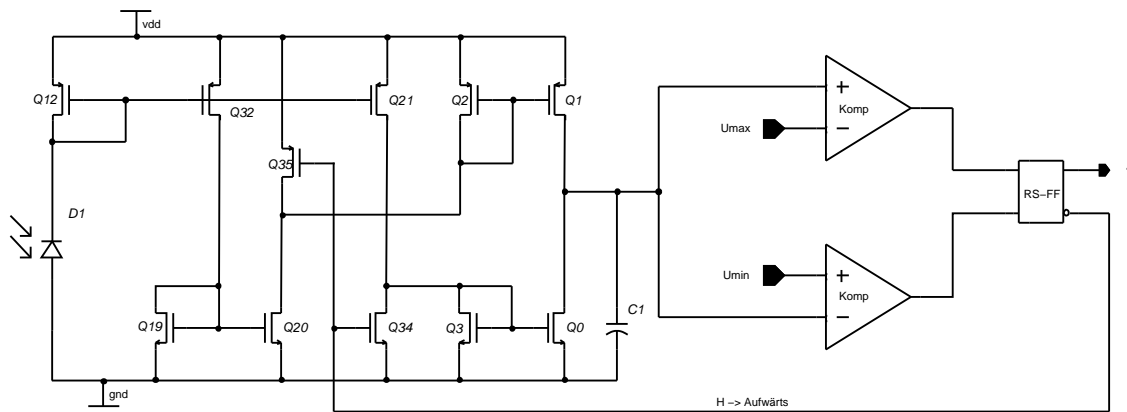 vdd
Q12
Q32
Q21
Q2
Q1
+
Komp
Umax
−
Q35
RS−FF
D1
Umin
+
Komp
−
C1
Q19
Q20
Q34
Q3
Q0
gnd
H −> Aufwärts